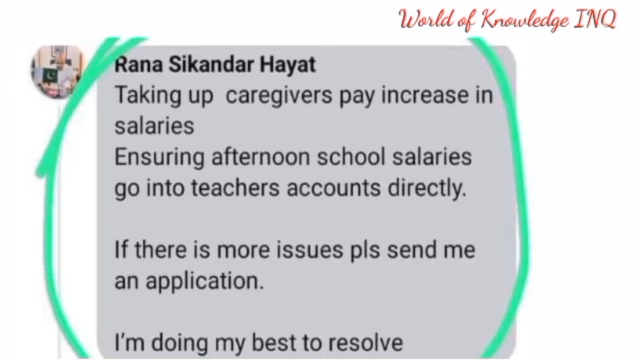 World of Knowledge INQ
Rana Sikandar Hayat
Taking up caregivers pay increase in
salaries
Ensuring afternoon school salaries
go into teachers accounts directly.
If there is more issues pls send me
an application.
I'm doing my best to resolve